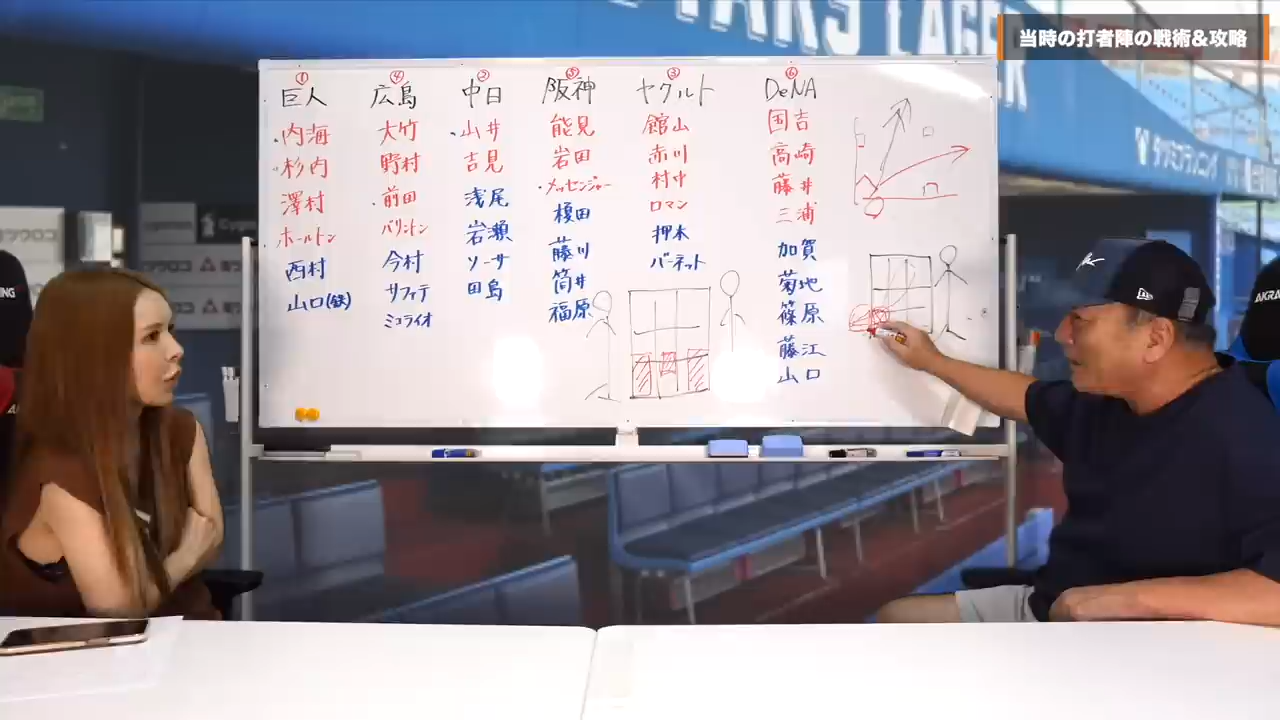 当時の打者陣の戦術&攻略
① 巨人
内海
杉内
澤村
ホールトン
西村
山口(鉄)
④ 広島
大竹
野村
前田
バリントン
今村
サファテ
ミコライオ
② 中日
山井
吉見
浅尾
岩瀬
ソーサ
田島
⑤ 阪神
能見
岩田
メッセンジャー
榎田
藤川
筒井
福原
③ ヤクルト
館山
赤川
村中
ロマン
押本
バーネット
⑥ DeNA
国吉
高崎
藤井
三浦
加賀
菊地
篠原
藤江
山口